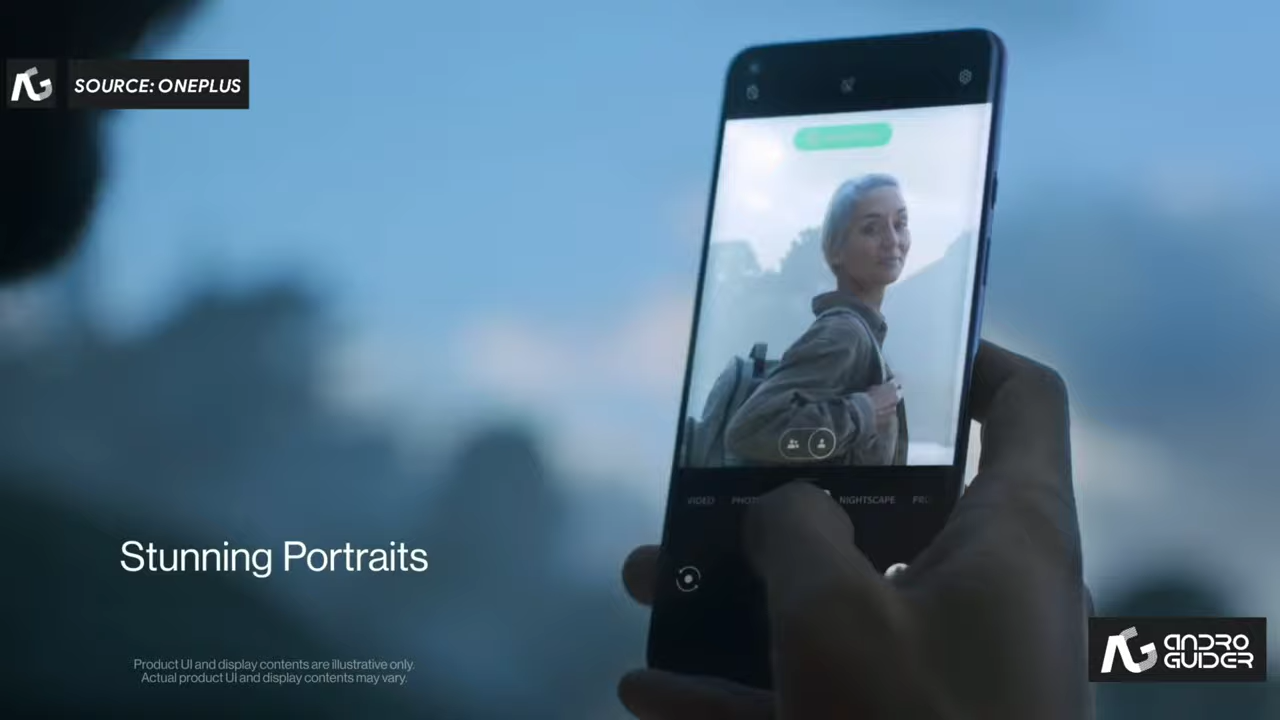 SOURCE: ONEPLUS
VIDEO
NIGHTSCAPE
Stunning Portraits
Product UI and display contents are illustrative only.
Actual product UI and display contents may vary.
ANDRO
GUIDER